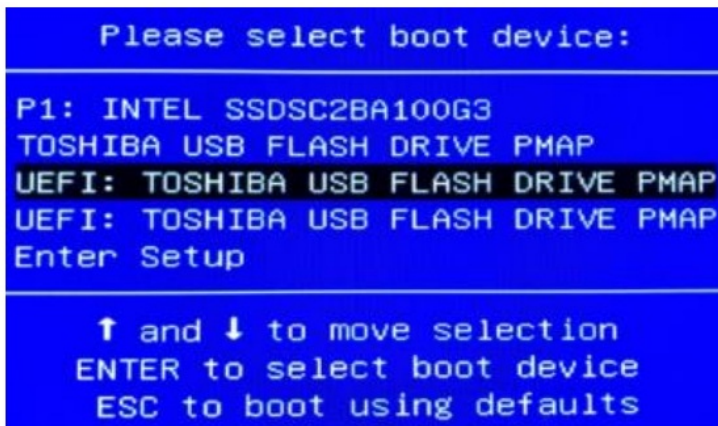 Please select boot device:
P1: INTEL SSDSC2BA100G3
TOSHIBA USB FLASH DRIVE PMAP
UEFI: TOSHIBA USB FLASH DRIVE PMAP
UEFI: TOSHIBA USB FLASH DRIVE PMAP
Enter Setup
↑ and ↓ to move selection
ENTER to select boot device
ESC to boot using defaults